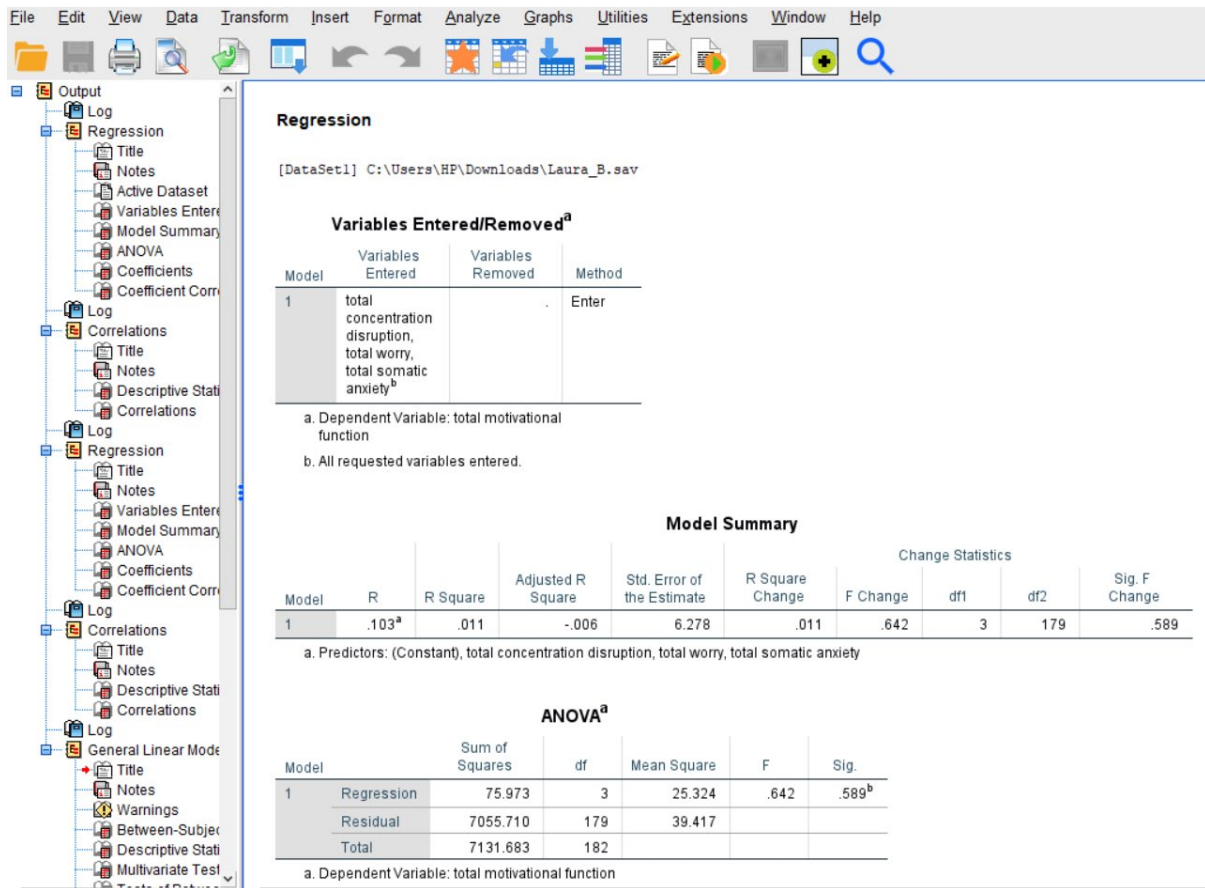 File Edit View Data Transform Insert Format Analyze Graphs Utilities Extensions Window Help
Output
Log
Regression
Title
Notes
Active Dataset
Variables Entere
Model Summary
ANOVA
Coefficients
Coefficient Corre
Log
Correlations
Title
Notes
Descriptive Stati
Correlations
Log
Regression
Title
Notes
Variables Entere
Model Summary
ANOVA
Coefficients
Coefficient Corre
Log
Correlations
Title
Notes
Descriptive Stati
Correlations
Log
General Linear Mode
Title
Notes
Warnings
Between-Subjec
Descriptive Stati
Multivariate Test
Regression
[DataSet1] C:\Users\HP\Downloads\Laura_B.sav
Variables Entered/Removedᵃ
Model Variables Entered Variables Removed Method
1 total . Enter
concentration
disruption,
total worry,
total somatic
anxietyᵇ
a. Dependent Variable: total motivational
function
b. All requested variables entered.
Model Summary
Change Statistics
Model R R Square Adjusted R Square Std. Error of the Estimate R Square Change F Change df1 df2 Sig. F Change
1 .103ᵃ .011 -.006 6.278 .011 .642 3 179 .589
a. Predictors: (Constant), total concentration disruption, total worry, total somatic anxiety
ANOVAᵃ
Model Sum of Squares df Mean Square F Sig.
1 Regression 75.973 3 25.324 .642 .589ᵇ
Residual 7055.710 179 39.417
Total 7131.683 182
a. Dependent Variable: total motivational function